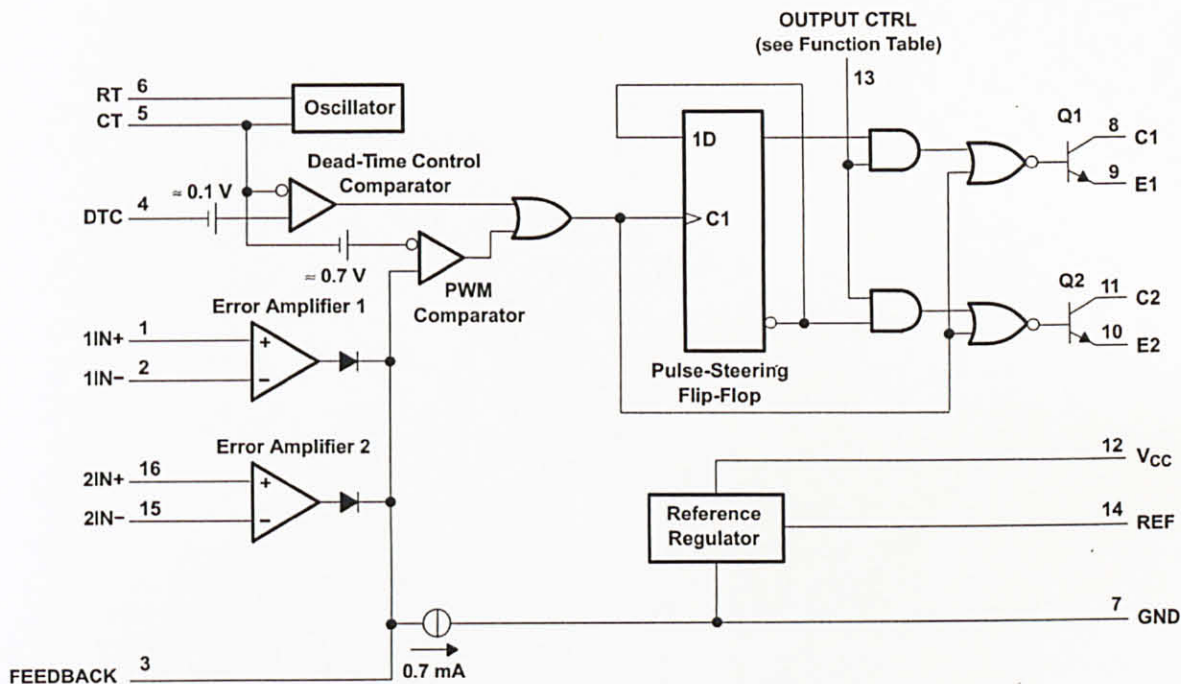 OUTPUT CTRL
(see Function Table)
13
RT 6
CT 5
Oscillator
Dead-Time Control
Comparator
≈ 0.1 V
DTC 4
≈ 0.7 V
PWM
Comparator
1D
C1
Pulse-Steering
Flip-Flop
Q1
8 C1
9 E1
Q2
11 C2
10 E2
Error Amplifier 1
1IN+ 1
1IN− 2
+
−
Error Amplifier 2
2IN+ 16
2IN− 15
+
−
12 VCC
Reference
Regulator
14 REF
7 GND
0.7 mA
FEEDBACK 3